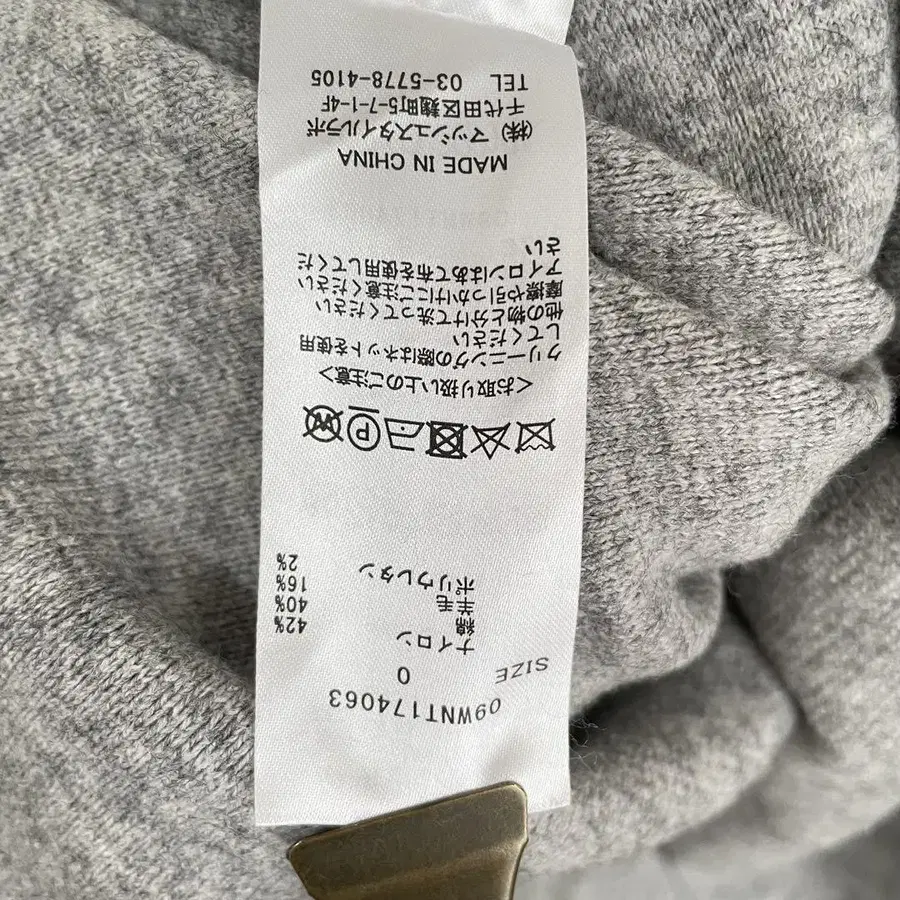 09WNT174063
SIZE 0
ナイロン 42%
綿 40%
羊毛 16%
ポリウレタン 2%
P W
<お取り扱い上のご注意>
クリーニングの際はネットを使用
してください
他の物と分けて洗ってください
摩擦や引っかけにご注意ください
アイロンはあて布を使用してくだ
さい
MADE IN CHINA
(株) マッシュスタイルラボ
千代田区麹町5-7-1-4F
TEL 03-5778-4105